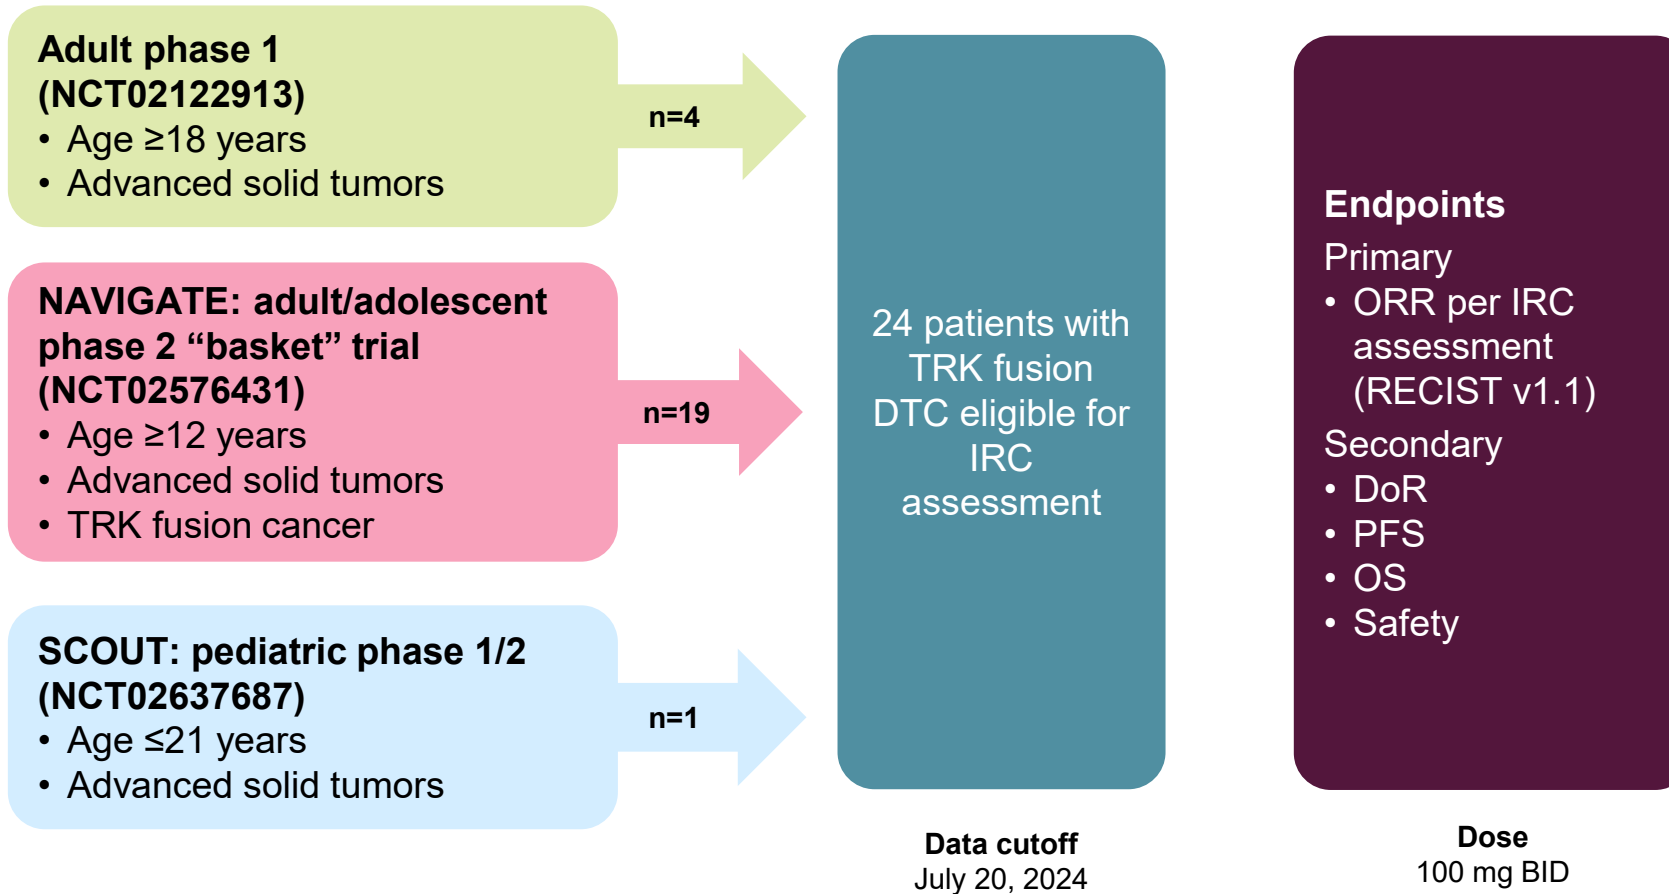 Adult phase 1
(NCT02122913)
• Age ≥18 years
• Advanced solid tumors
n=4
NAVIGATE: adult/adolescent
phase 2 “basket” trial
(NCT02576431)
• Age ≥12 years
• Advanced solid tumors
• TRK fusion cancer
n=19
SCOUT: pediatric phase 1/2
(NCT02637687)
• Age ≤21 years
• Advanced solid tumors
n=1
24 patients with
TRK fusion
DTC eligible for
IRC
assessment
Data cutoff
July 20, 2024
Endpoints
Primary
• ORR per IRC
assessment
(RECIST v1.1)
Secondary
• DoR
• PFS
• OS
• Safety
Dose
100 mg BID